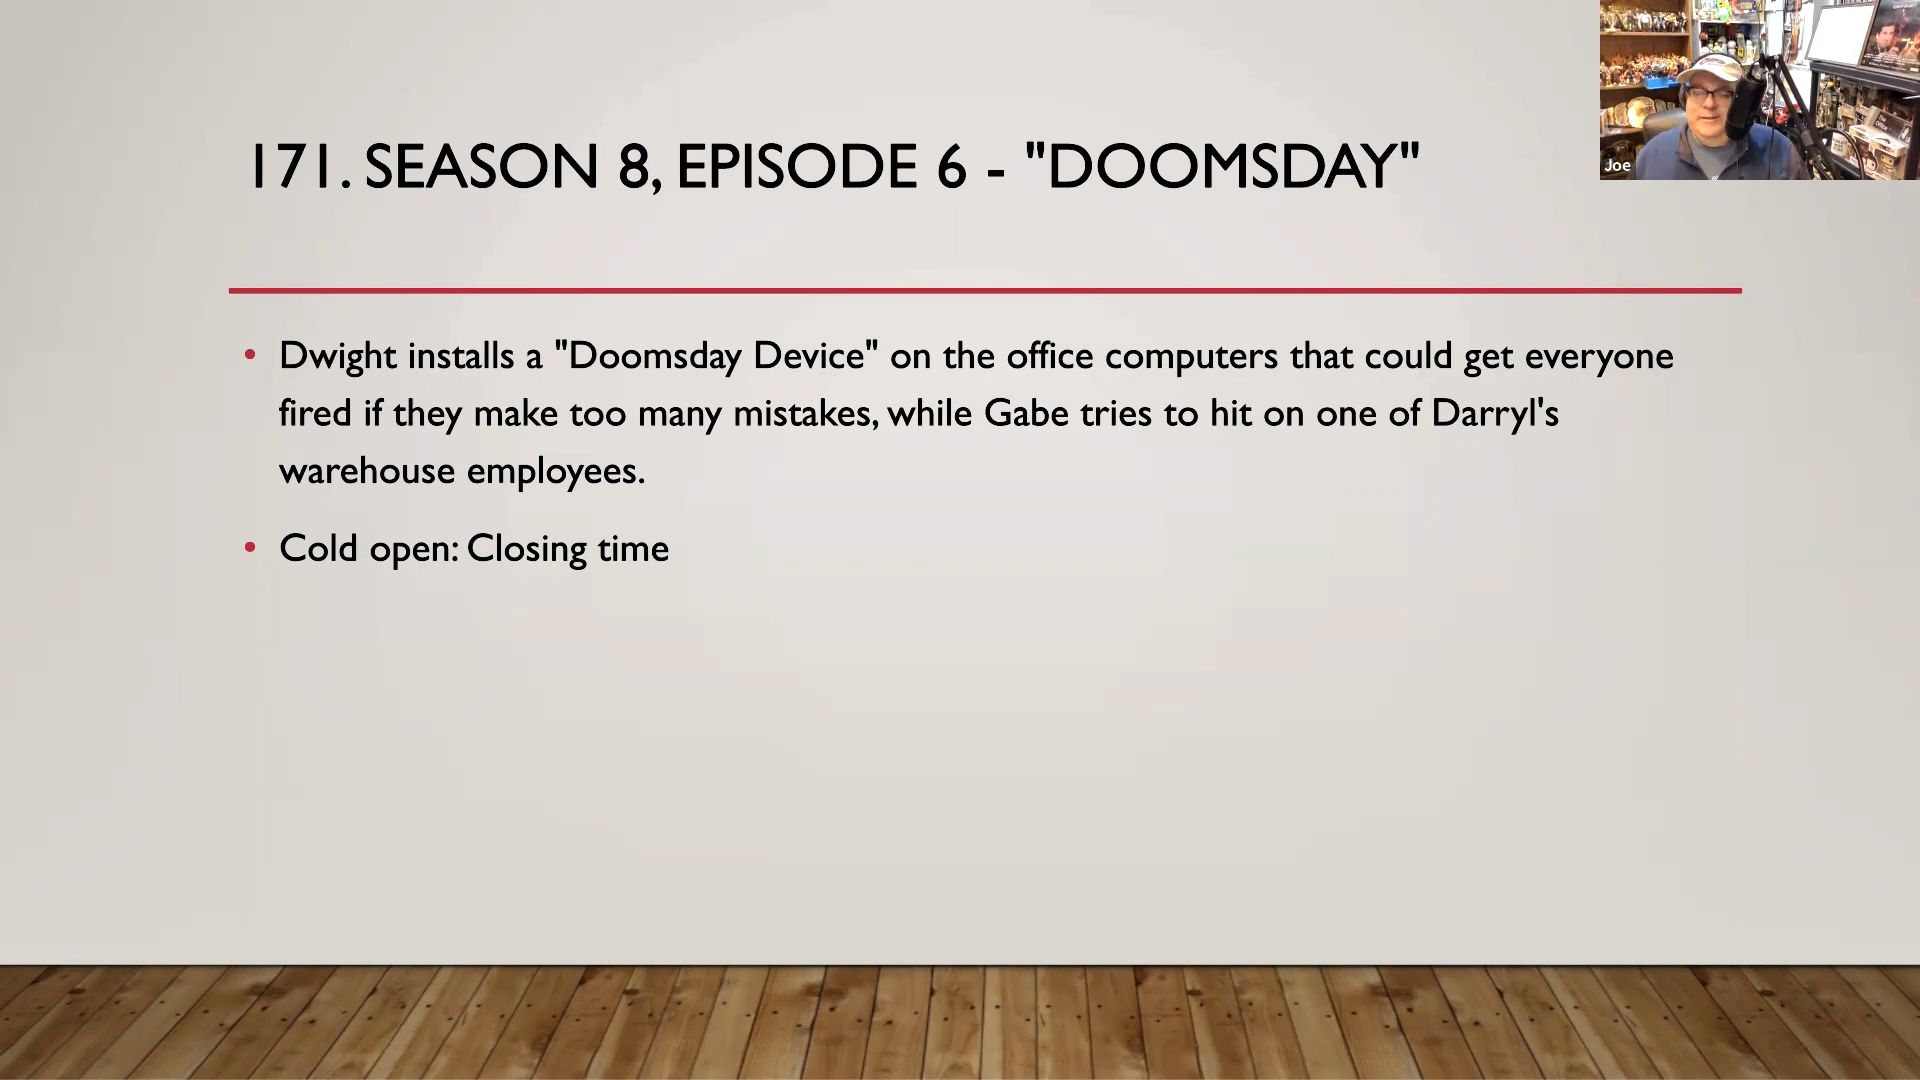 171. SEASON 8, EPISODE 6 - "DOOMSDAY"
Joe
• Dwight installs a "Doomsday Device" on the office computers that could get everyone
fired if they make too many mistakes, while Gabe tries to hit on one of Darryl's
warehouse employees.
• Cold open: Closing time